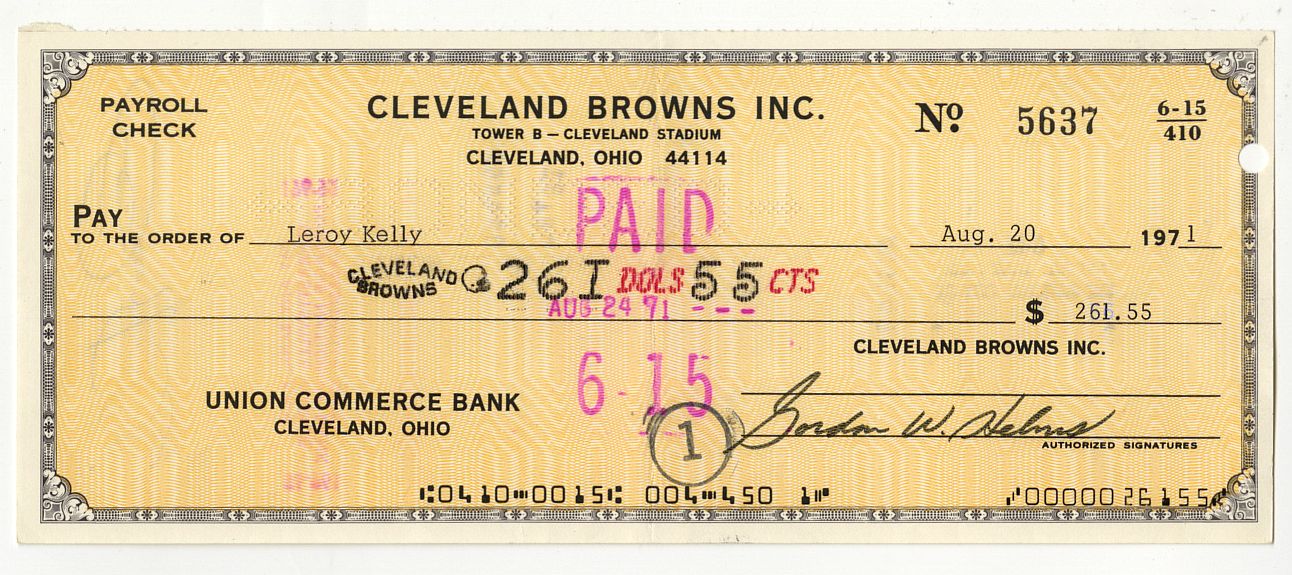 PAYROLL
CHECK
CLEVELAND BROWNS INC.
TOWER B — CLEVELAND STADIUM
CLEVELAND, OHIO 44114
Nº 5637
6-15
410
PAID
PAY
TO THE ORDER OF Leroy Kelly Aug. 20 1971
CLEVELAND
BROWNS
261 DOLS 55 CTS
AUG 24 71 - - -
$ 261.55
CLEVELAND BROWNS INC.
6-15
UNION COMMERCE BANK
CLEVELAND, OHIO
Gordon W. Helms
AUTHORIZED SIGNATURES
1
⑆0410⑉0015⑆ 004⑉450 1⑈ ⑇0000026155⑇